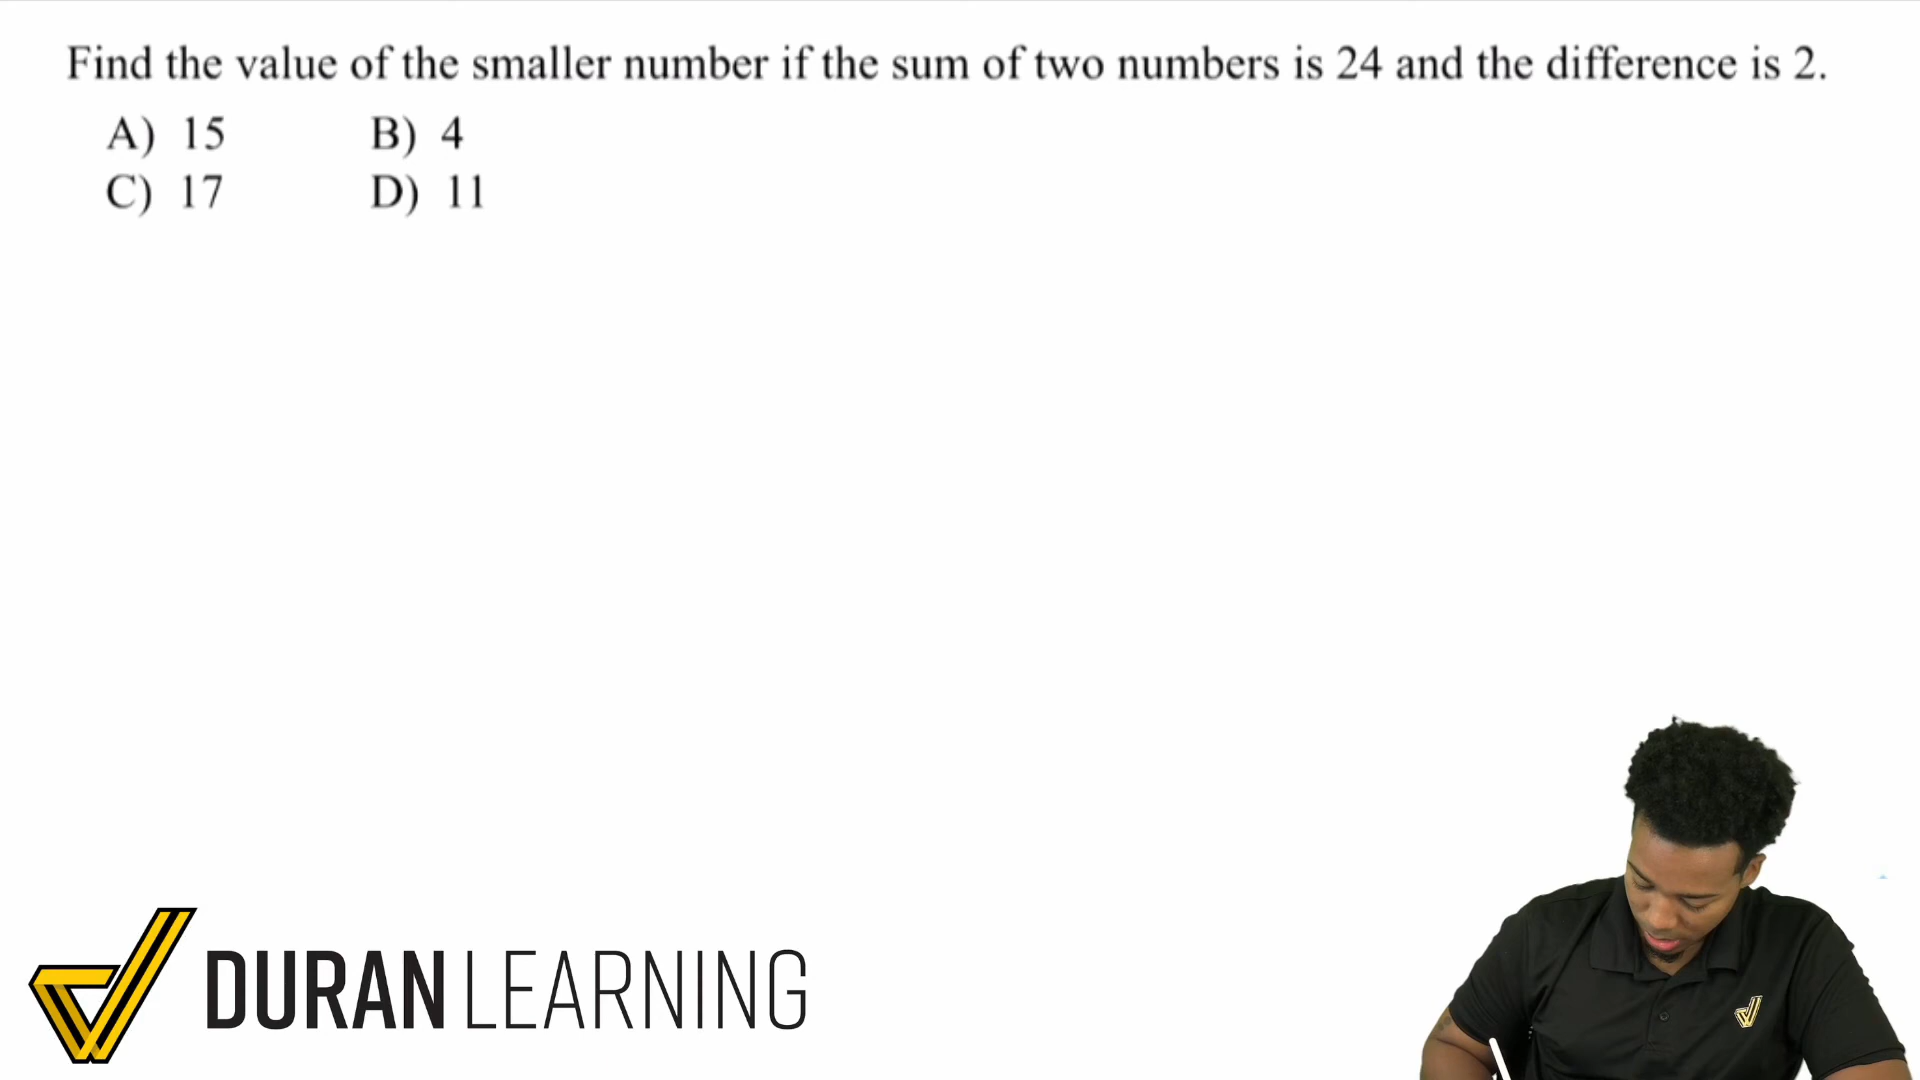 Find the value of the smaller number if the sum of two numbers is 24 and the difference is 2.
A) 15 B) 4
C) 17 D) 11
DURAN LEARNING